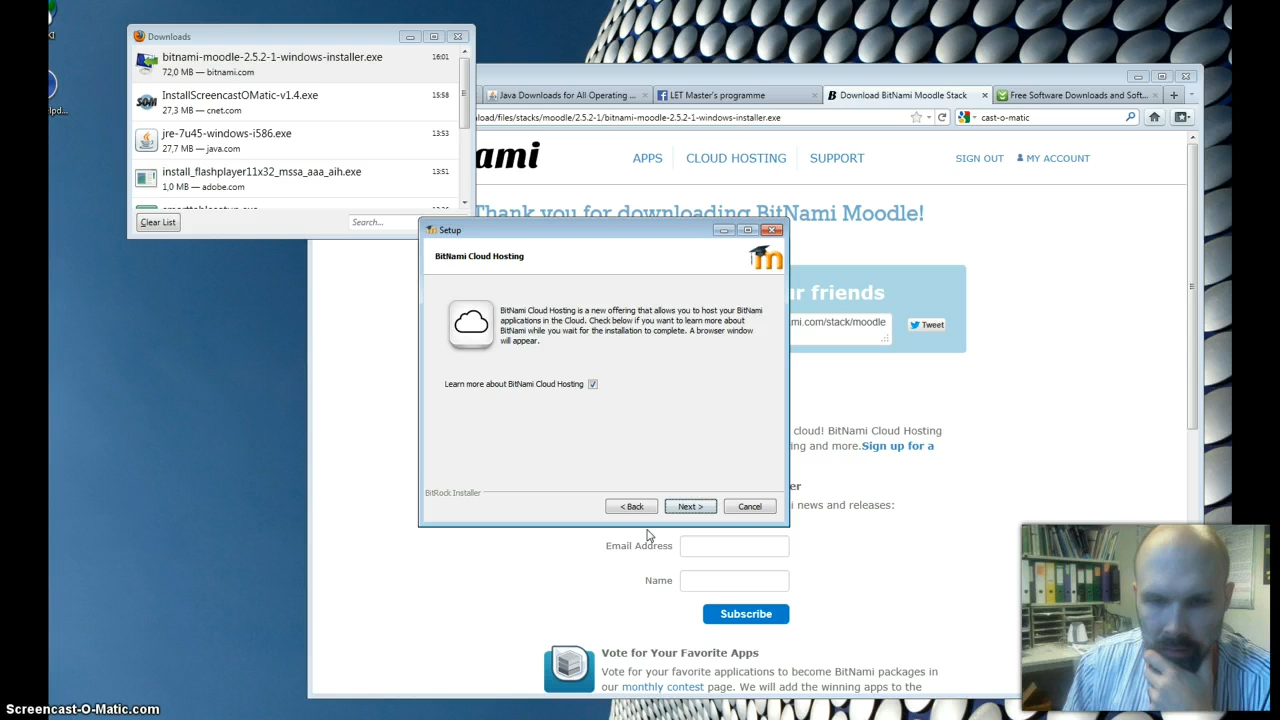 Downloads
bitnami-moodle-2.5.2-1-windows-installer.exe 16:01
72,0 MB — bitnami.com
InstallScreencastOMatic-v1.4.exe 15:58
27,3 MB — cnet.com
jre-7u45-windows-i586.exe 13:53
27,7 MB — java.com
install_flashplayer11x32_mssa_aaa_aih.exe 13:51
1,0 MB — adobe.com
Clear List
Search...
Java Downloads for All Operating ...
LET Master's programme
Download BitNami Moodle Stack
Free Software Downloads and Soft...
load/files/stacks/moodle/2.5.2-1/bitnami-moodle-2.5.2-1-windows-installer.exe
cast-o-matic
nami
APPS
CLOUD HOSTING
SUPPORT
SIGN OUT
MY ACCOUNT
Thank you for downloading BitNami Moodle!
r friends
mi.com/stack/moodle
Tweet
Setup
BitNami Cloud Hosting
BitNami Cloud Hosting is a new offering that allows you to host your BitNami
applications in the Cloud. Check below if you want to learn more about
BitNami while you wait for the installation to complete. A browser window
will appear.
Learn more about BitNami Cloud Hosting
BitRock Installer
< Back
Next >
Cancel
cloud! BitNami Cloud Hosting
ing and more.Sign up for a
er
i news and releases:
Email Address
Name
Subscribe
Vote for Your Favorite Apps
Vote for your favorite applications to become BitNami packages in
our monthly contest page. We will add the winning apps to the
Screencast-O-Matic.com